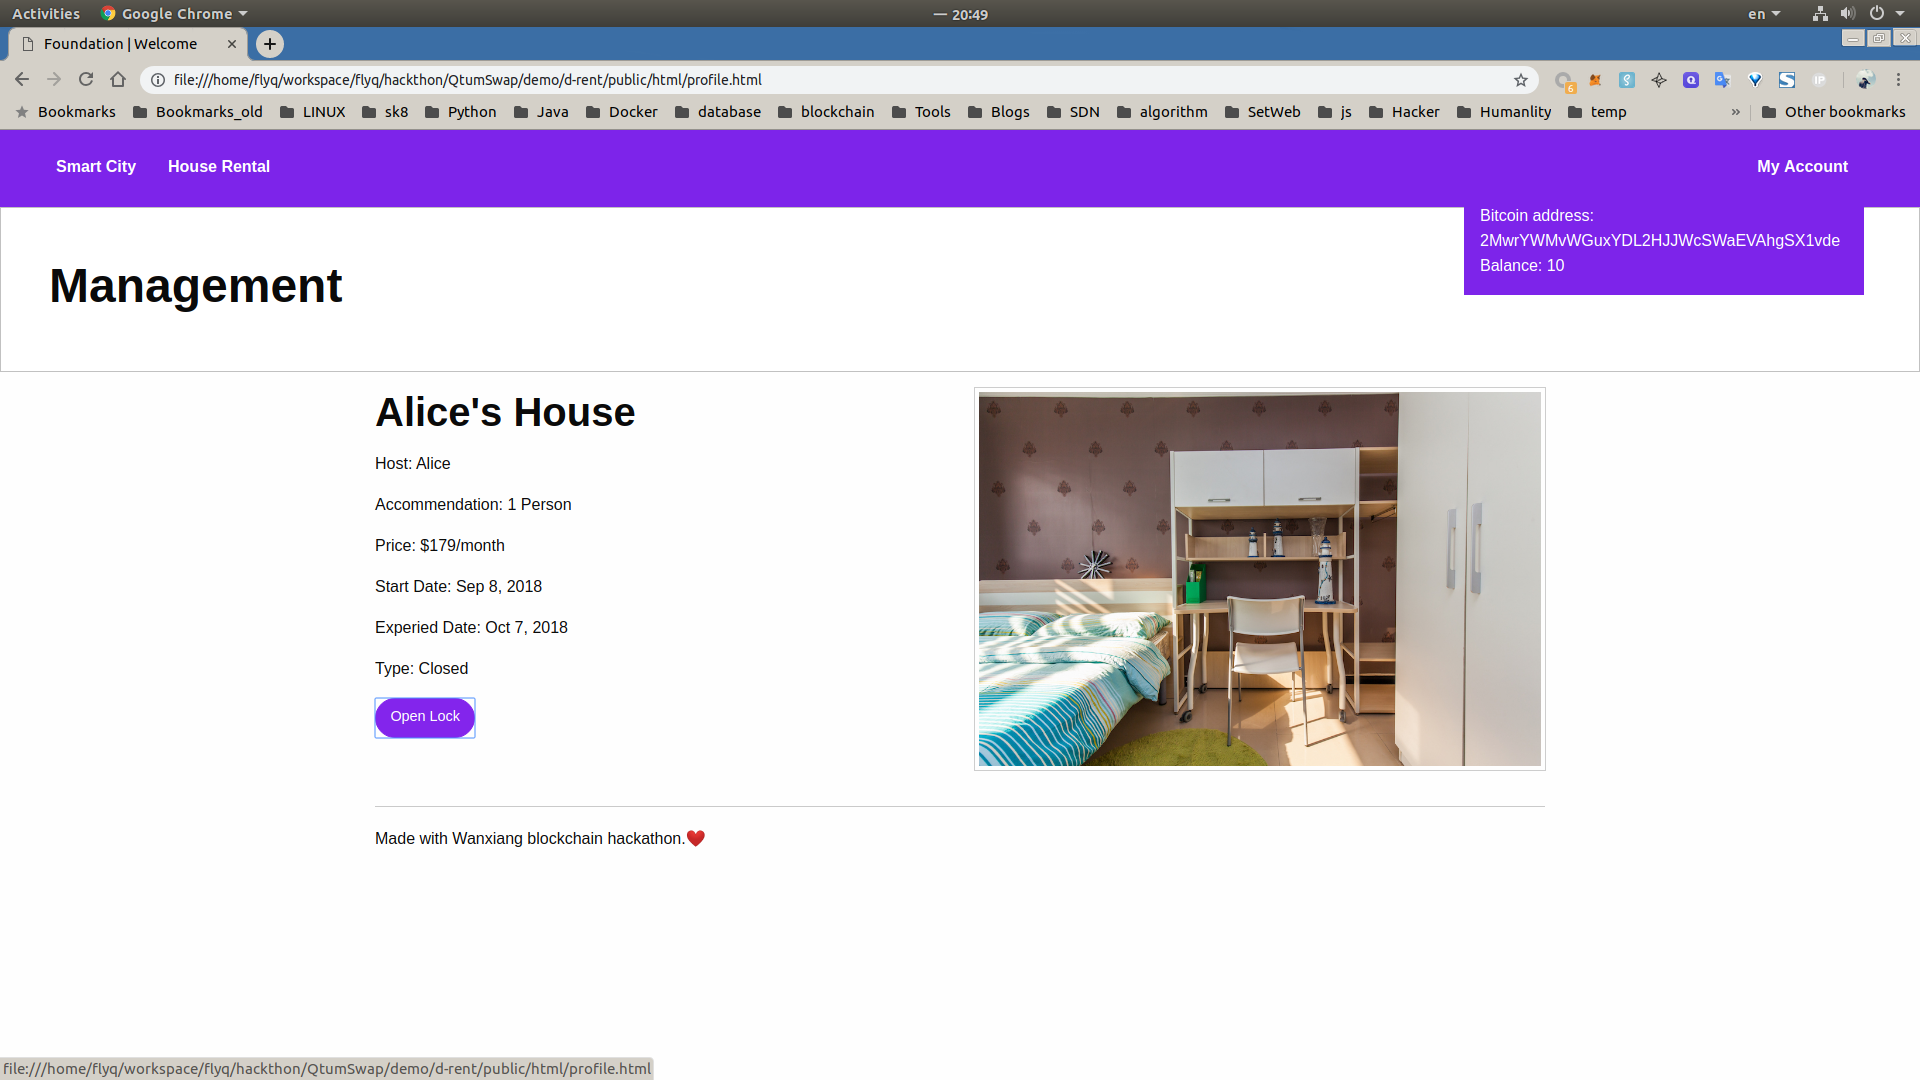 Activities Google Chrome 20:49 en
Foundation | Welcome
file:///home/flyq/workspace/flyq/hackthon/QtumSwap/demo/d-rent/public/html/profile.html 6
Bookmarks Bookmarks_old LINUX sk8 Python Java Docker database blockchain Tools Blogs SDN algorithm SetWeb js Hacker Humanlity temp » Other bookmarks
Smart City House Rental My Account
Bitcoin address:
2MwrYWMvWGuxYDL2HJJWcSWaEVAhgSX1vde
Balance: 10
Management
Alice's House
Host: Alice
Accommendation: 1 Person
Price: $179/month
Start Date: Sep 8, 2018
Experied Date: Oct 7, 2018
Type: Closed
Open Lock
Made with Wanxiang blockchain hackathon.❤️
file:///home/flyq/workspace/flyq/hackthon/QtumSwap/demo/d-rent/public/html/profile.html